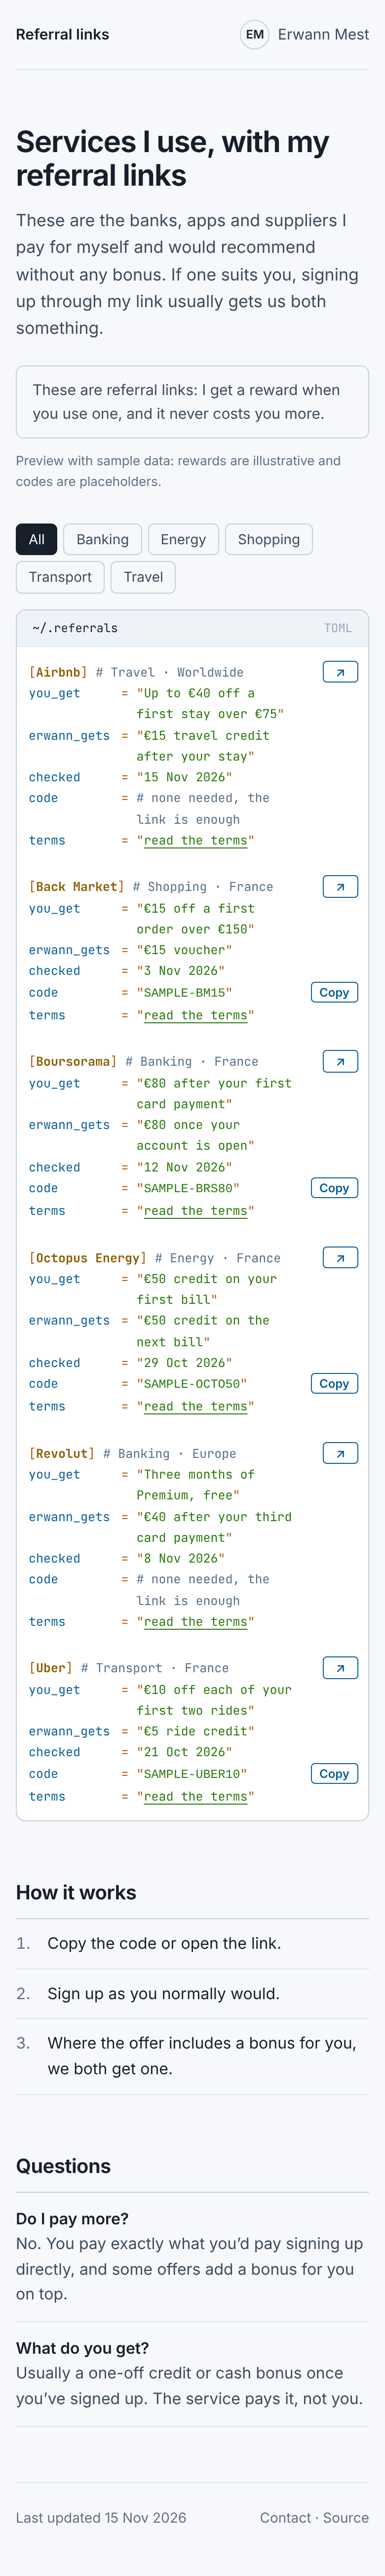 Referral links
EM Erwann Mest
Services I use, with my
referral links
These are the banks, apps and suppliers I
pay for myself and would recommend
without any bonus. If one suits you, signing
up through my link usually gets us both
something.
These are referral links: I get a reward when
you use one, and it never costs you more.
Preview with sample data: rewards are illustrative and
codes are placeholders.
All Banking Energy Shopping
Transport Travel
~/.referrals TOML
[Airbnb] # Travel · Worldwide ↗
you_get = "Up to €40 off a
first stay over €75"
erwann_gets = "€15 travel credit
after your stay"
checked = "15 Nov 2026"
code = # none needed, the
link is enough
terms = "read the terms"
[Back Market] # Shopping · France ↗
you_get = "€15 off a first
order over €150"
erwann_gets = "€15 voucher"
checked = "3 Nov 2026"
code = "SAMPLE-BM15" Copy
terms = "read the terms"
[Boursorama] # Banking · France ↗
you_get = "€80 after your first
card payment"
erwann_gets = "€80 once your
account is open"
checked = "12 Nov 2026"
code = "SAMPLE-BRS80" Copy
terms = "read the terms"
[Octopus Energy] # Energy · France ↗
you_get = "€50 credit on your
first bill"
erwann_gets = "€50 credit on the
next bill"
checked = "29 Oct 2026"
code = "SAMPLE-OCTO50" Copy
terms = "read the terms"
[Revolut] # Banking · Europe ↗
you_get = "Three months of
Premium, free"
erwann_gets = "€40 after your third
card payment"
checked = "8 Nov 2026"
code = # none needed, the
link is enough
terms = "read the terms"
[Uber] # Transport · France ↗
you_get = "€10 off each of your
first two rides"
erwann_gets = "€5 ride credit"
checked = "21 Oct 2026"
code = "SAMPLE-UBER10" Copy
terms = "read the terms"
How it works
1. Copy the code or open the link.
2. Sign up as you normally would.
3. Where the offer includes a bonus for you,
we both get one.
Questions
Do I pay more?
No. You pay exactly what you’d pay signing up
directly, and some offers add a bonus for you
on top.
What do you get?
Usually a one-off credit or cash bonus once
you’ve signed up. The service pays it, not you.
Last updated 15 Nov 2026 Contact · Source